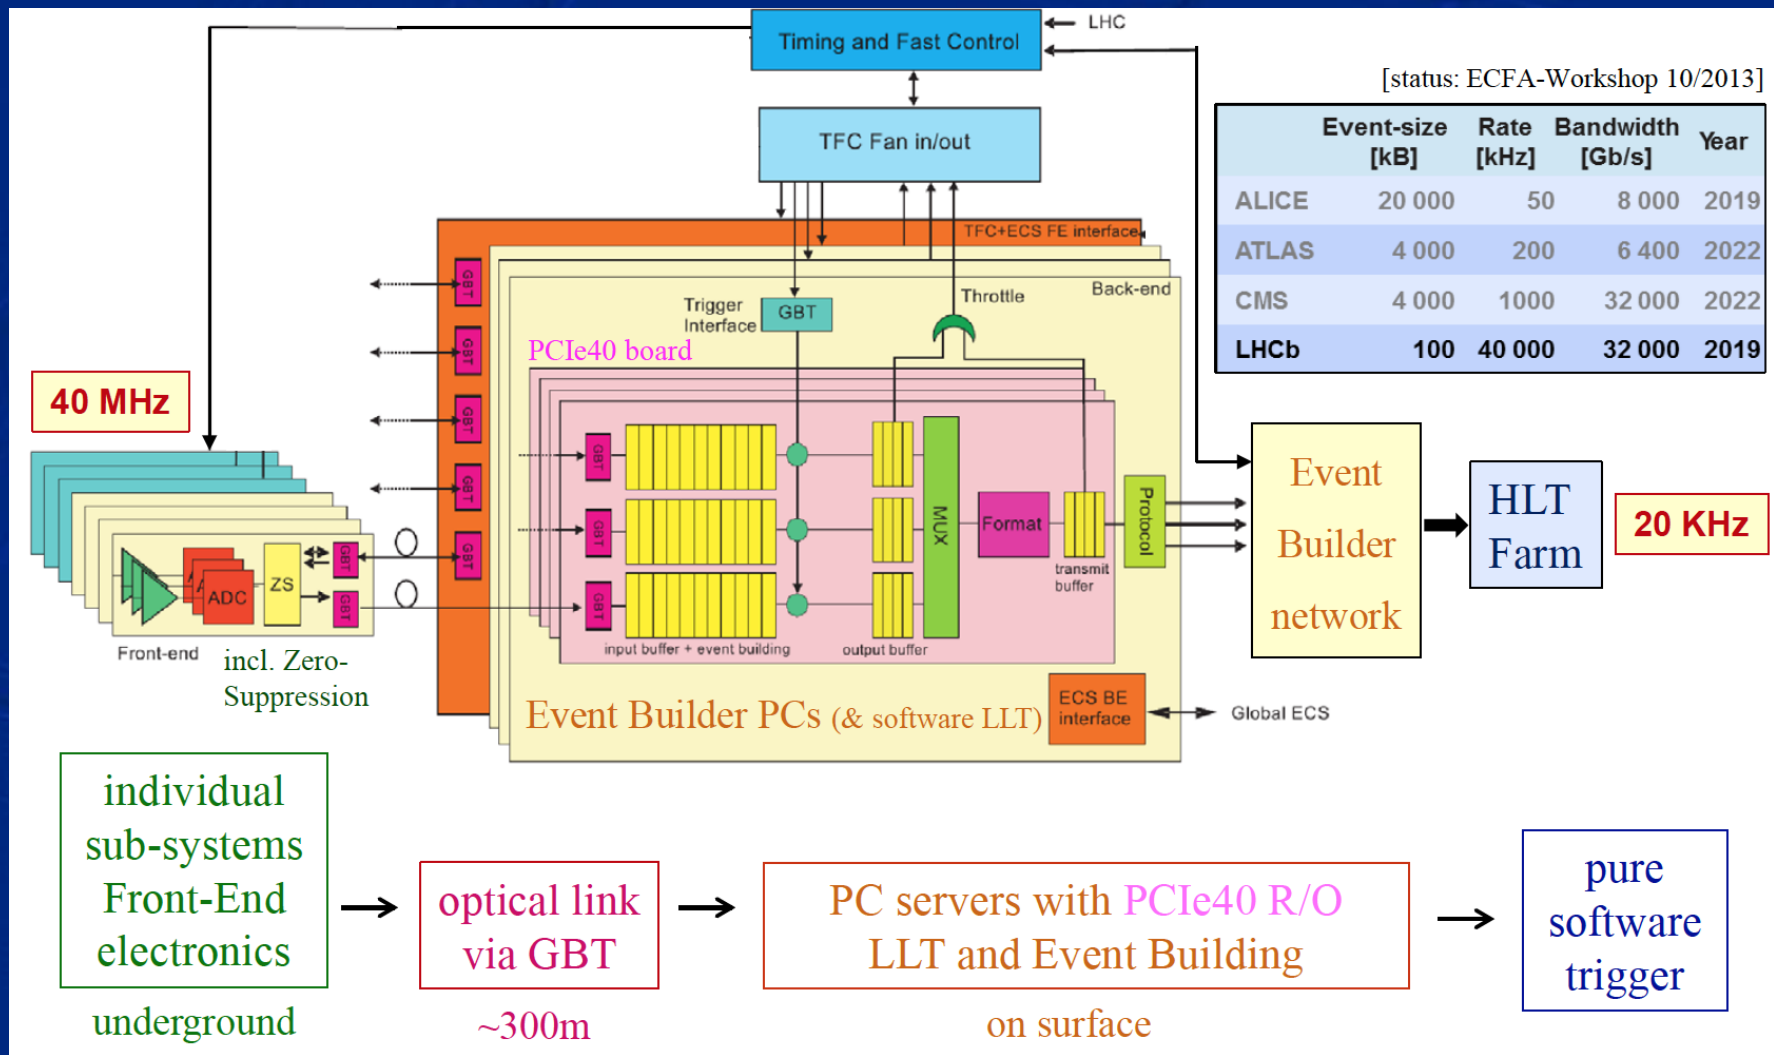 Timing and Fast Control
LHC
[status: ECFA-Workshop 10/2013]
TFC Fan in/out
Event-size [kB] Rate [kHz] Bandwidth [Gb/s] Year
ALICE 20 000 50 8 000 2019
ATLAS 4 000 200 6 400 2022
CMS 4 000 1000 32 000 2022
LHCb 100 40 000 32 000 2019
TFC+ECS FE interface
Back-end
GBT
GBT
GBT
GBT
GBT
Trigger
Interface
GBT
Throttle
PCIe40 board
40 MHz
GBT
GBT
GBT
MUX
Format
transmit
buffer
Protocol
input buffer + event building
output buffer
Event
Builder
network
HLT
Farm
20 KHz
A
A
ADC
ZS
GBT
GBT
Front-end
incl. Zero-
Suppression
Event Builder PCs (& software LLT)
ECS BE
interface
Global ECS
individual
sub-systems
Front-End
electronics
underground
optical link
via GBT
~300m
PC servers with PCIe40 R/O
LLT and Event Building
on surface
pure
software
trigger